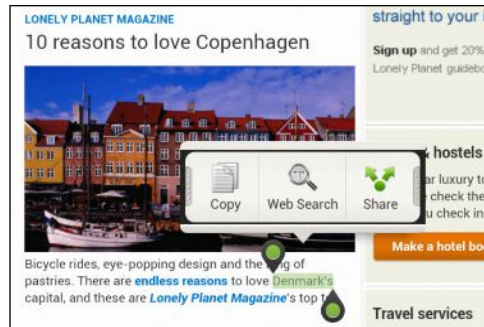 LONELY PLANET MAGAZINE
10 reasons to love Copenhagen
Bicycle rides, eye-popping design and the of
pastries. There are endless reasons to love Denmark's
capital, and these are Lonely Planet Magazine's top
Copy
Web Search
Share
straight to your
Sign up and get 20%
Lonely Planet
hostels
luxury
check the
check in
Make a hotel
Travel services